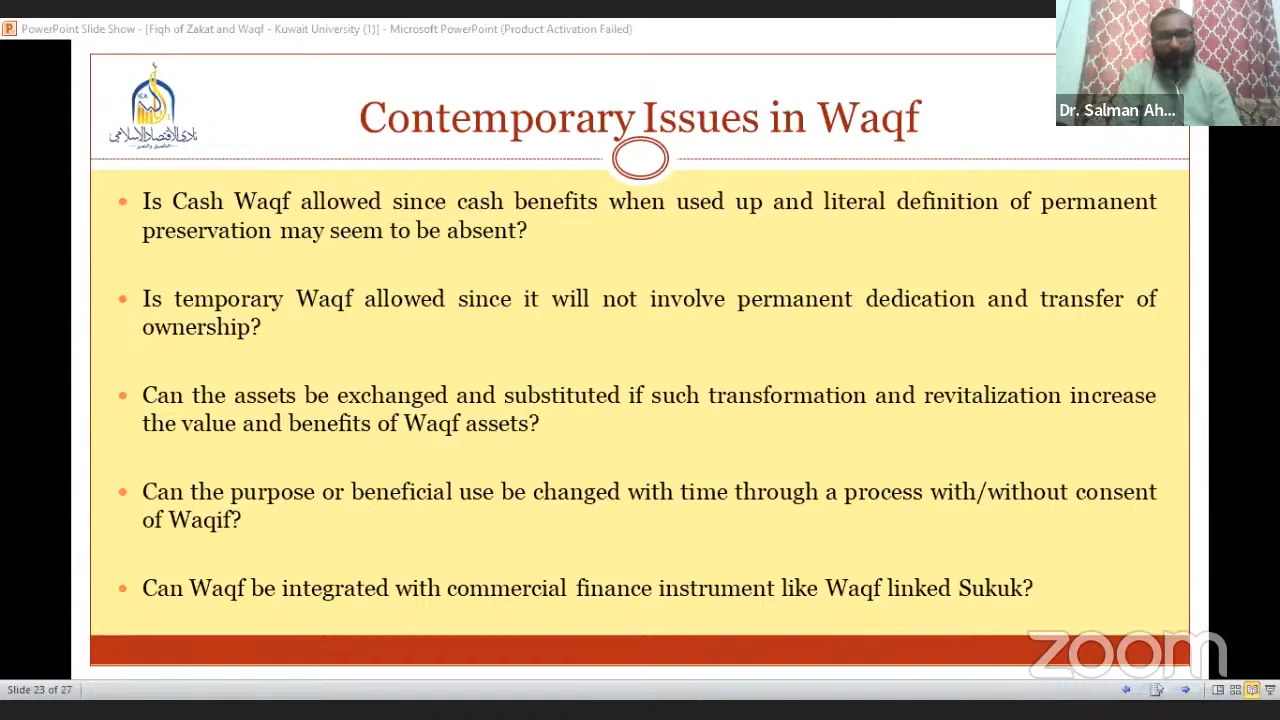 PowerPoint Slide Show - [Fiqh of Zakat and Waqf - Kuwait University (1)] - Microsoft PowerPoint (Product Activation Failed)
Dr. Salman Ah...
نادي الاقتصاد الإسلامي
Contemporary Issues in Waqf
• Is Cash Waqf allowed since cash benefits when used up and literal definition of permanent
preservation may seem to be absent?
• Is temporary Waqf allowed since it will not involve permanent dedication and transfer of
ownership?
• Can the assets be exchanged and substituted if such transformation and revitalization increase
the value and benefits of Waqf assets?
• Can the purpose or beneficial use be changed with time through a process with/without consent
of Waqif?
• Can Waqf be integrated with commercial finance instrument like Waqf linked Sukuk?
zoom
Slide 23 of 27